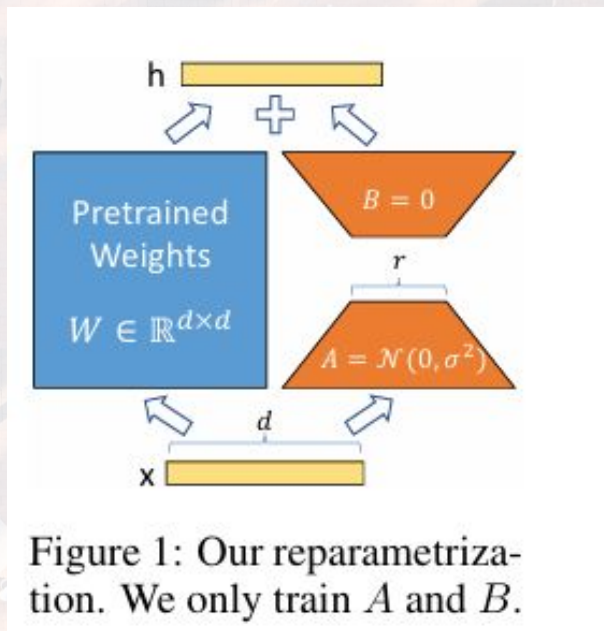 h
Pretrained
Weights
W ∈ ℝ^{d×d}
B = 0
r
A = 𝒩(0, σ²)
d
x
Figure 1: Our reparametriza-
tion. We only train A and B.